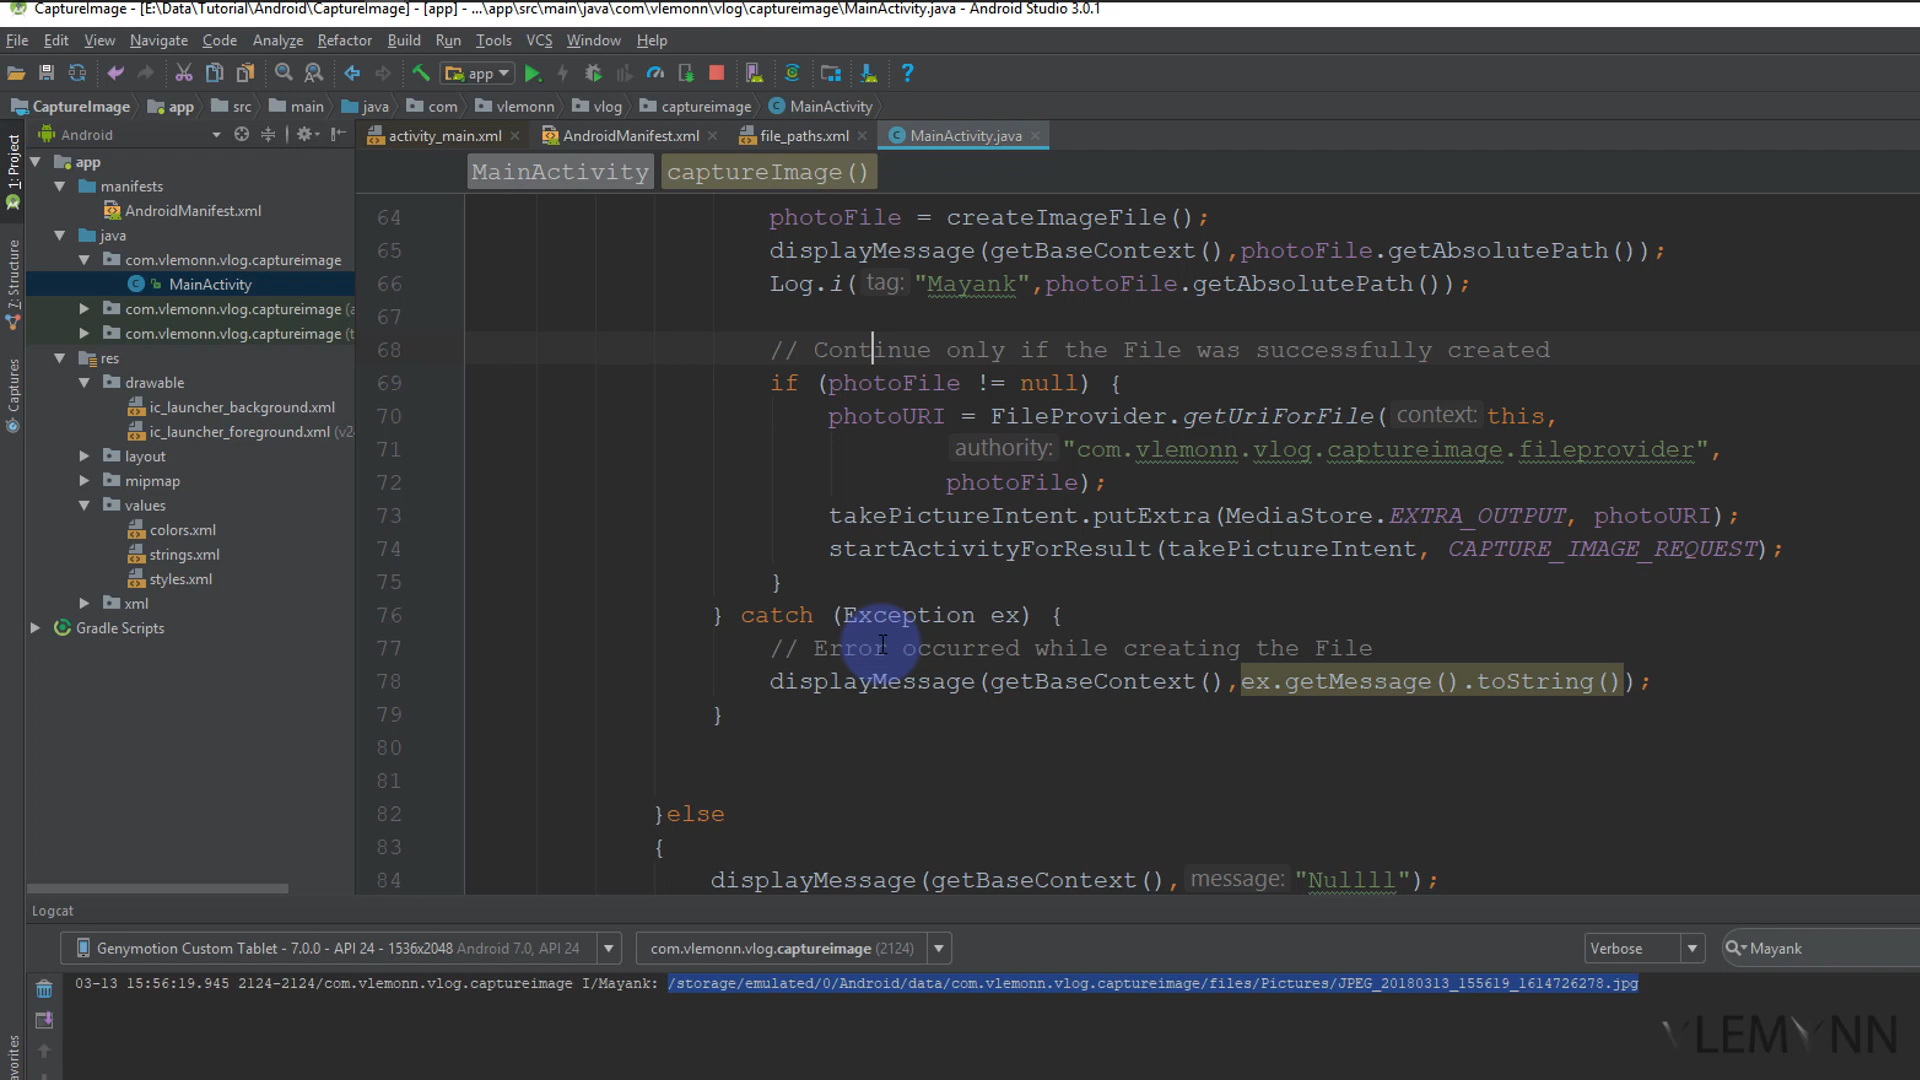 CaptureImage - [E:\Data\Tutorial\Android\CaptureImage] - [app] - ...\app\src\main\java\com\vlemonn\vlog\captureimage\MainActivity.java - Android Studio 3.0.1
File Edit View Navigate Code Analyze Refactor Build Run Tools VCS Window Help
app
CaptureImage app src main java com vlemonn vlog captureimage MainActivity
Android
activity_main.xml AndroidManifest.xml file_paths.xml MainActivity.java
1: Project
7: Structure
Captures
app
manifests
AndroidManifest.xml
java
com.vlemonn.vlog.captureimage
MainActivity
com.vlemonn.vlog.captureimage (a
com.vlemonn.vlog.captureimage (t
res
drawable
ic_launcher_background.xml
ic_launcher_foreground.xml (v2
layout
mipmap
values
colors.xml
strings.xml
styles.xml
xml
Gradle Scripts
MainActivity captureImage()
64 photoFile = createImageFile();
65 displayMessage(getBaseContext(),photoFile.getAbsolutePath());
66 Log.i( tag: "Mayank",photoFile.getAbsolutePath());
67
68 // Continue only if the File was successfully created
69 if (photoFile != null) {
70 photoURI = FileProvider.getUriForFile( context: this,
71 authority: "com.vlemonn.vlog.captureimage.fileprovider",
72 photoFile);
73 takePictureIntent.putExtra(MediaStore.EXTRA_OUTPUT, photoURI);
74 startActivityForResult(takePictureIntent, CAPTURE_IMAGE_REQUEST);
75 }
76 } catch (Exception ex) {
77 // Error occurred while creating the File
78 displayMessage(getBaseContext(),ex.getMessage().toString());
79 }
80
81
82 }else
83 {
84 displayMessage(getBaseContext(), message: "Nullll");
Logcat
Genymotion Custom Tablet - 7.0.0 - API 24 - 1536x2048 Android 7.0, API 24 com.vlemonn.vlog.captureimage (2124) Verbose Mayank
03-13 15:56:19.945 2124-2124/com.vlemonn.vlog.captureimage I/Mayank: /storage/emulated/0/Android/data/com.vlemonn.vlog.captureimage/files/Pictures/JPEG_20180313_155619_1614726278.jpg
VLEMYNN